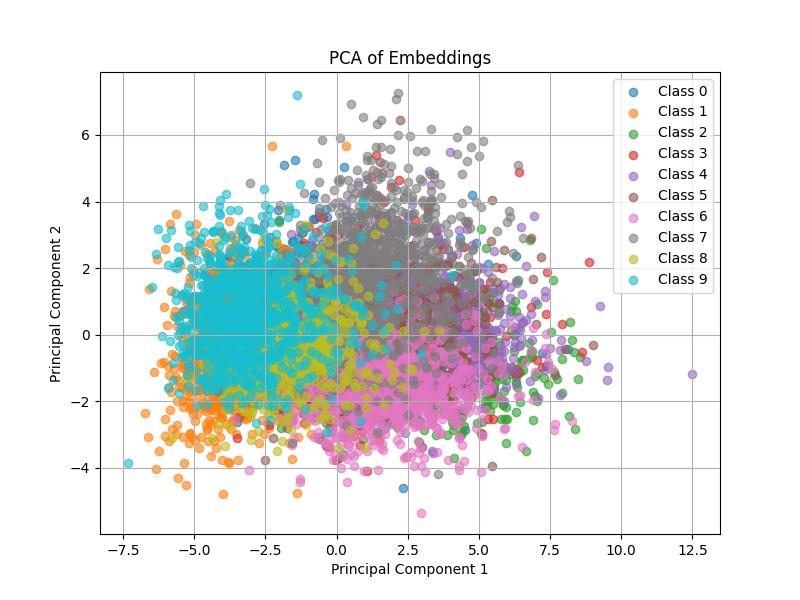 PCA of Embeddings
Class 0
Class 1
Class 2
Class 3
Class 4
Class 5
Class 6
Class 7
Class 8
Class 9
Principal Component 2
6
4
2
0
−2
−4
−7.5 −5.0 −2.5 0.0 2.5 5.0 7.5 10.0 12.5
Principal Component 1